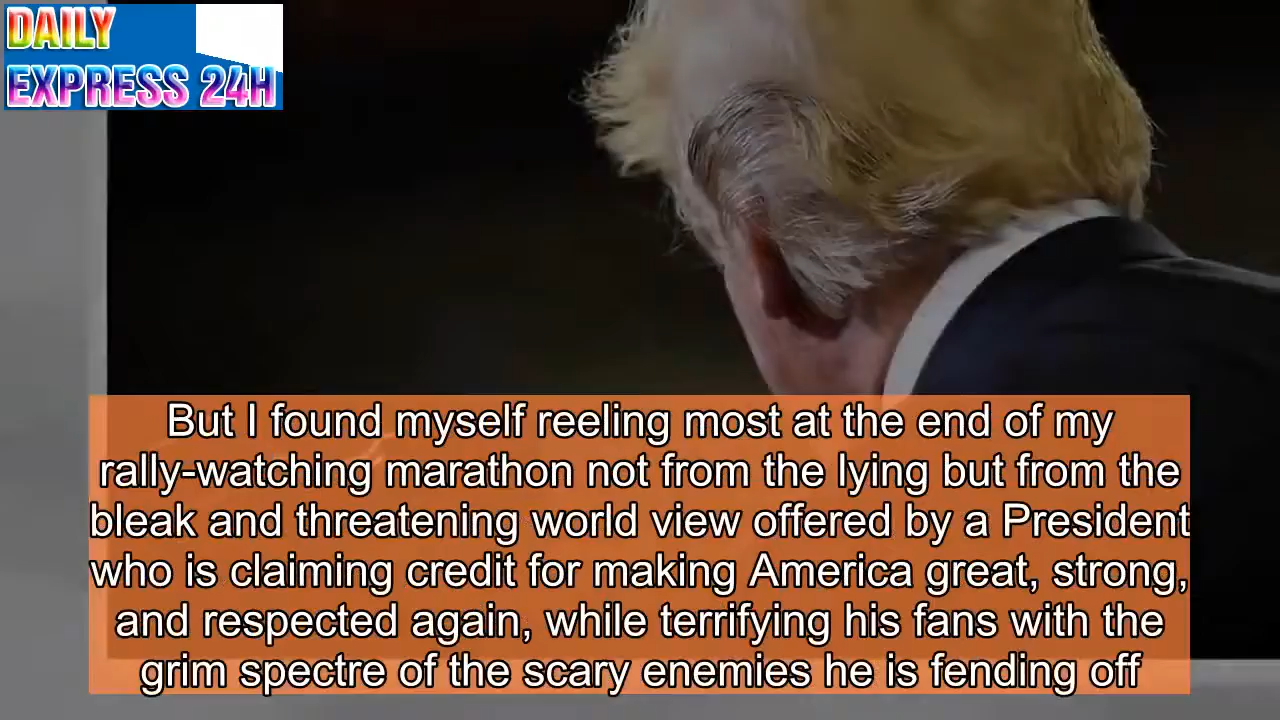 DAILY
EXPRESS 24H
But I found myself reeling most at the end of my
rally-watching marathon not from the lying but from the
bleak and threatening world view offered by a President
who is claiming credit for making America great, strong,
and respected again, while terrifying his fans with the
grim spectre of the scary enemies he is fending off